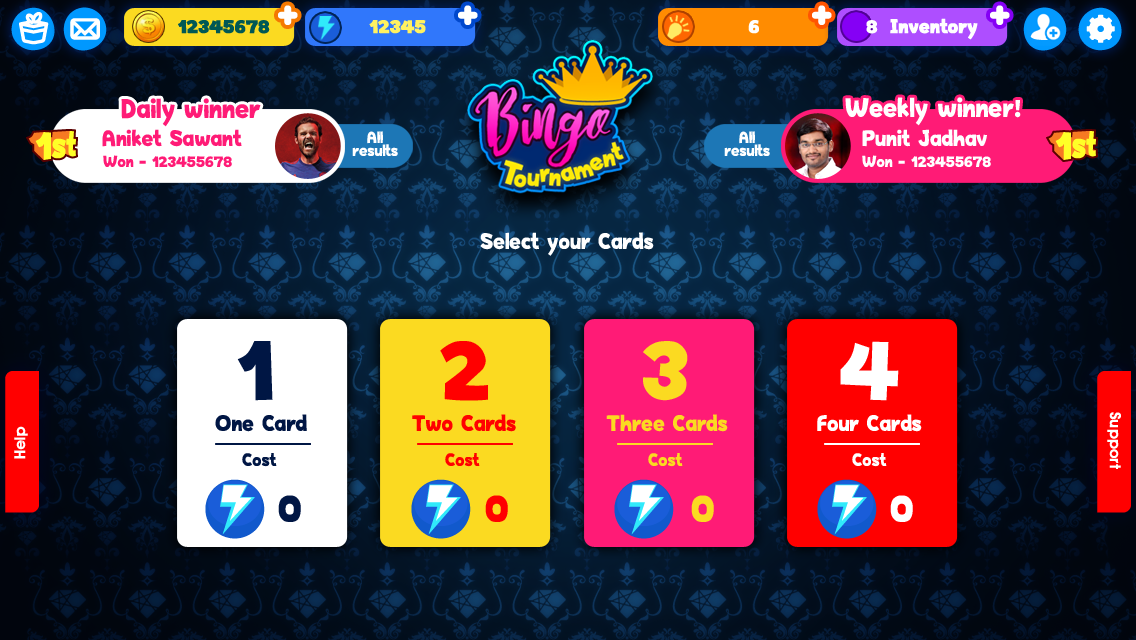 12345678
12345
6
8 Inventory
Daily winner
1st
Aniket Sawant
Won - 123455678
All
results
Bingo
Tournament
Weekly winner!
All
results
Punit Jadhav
Won - 123455678
1st
Select your Cards
1
One Card
Cost
0
2
Two Cards
Cost
0
3
Three Cards
Cost
0
4
Four Cards
Cost
0
Help
Support